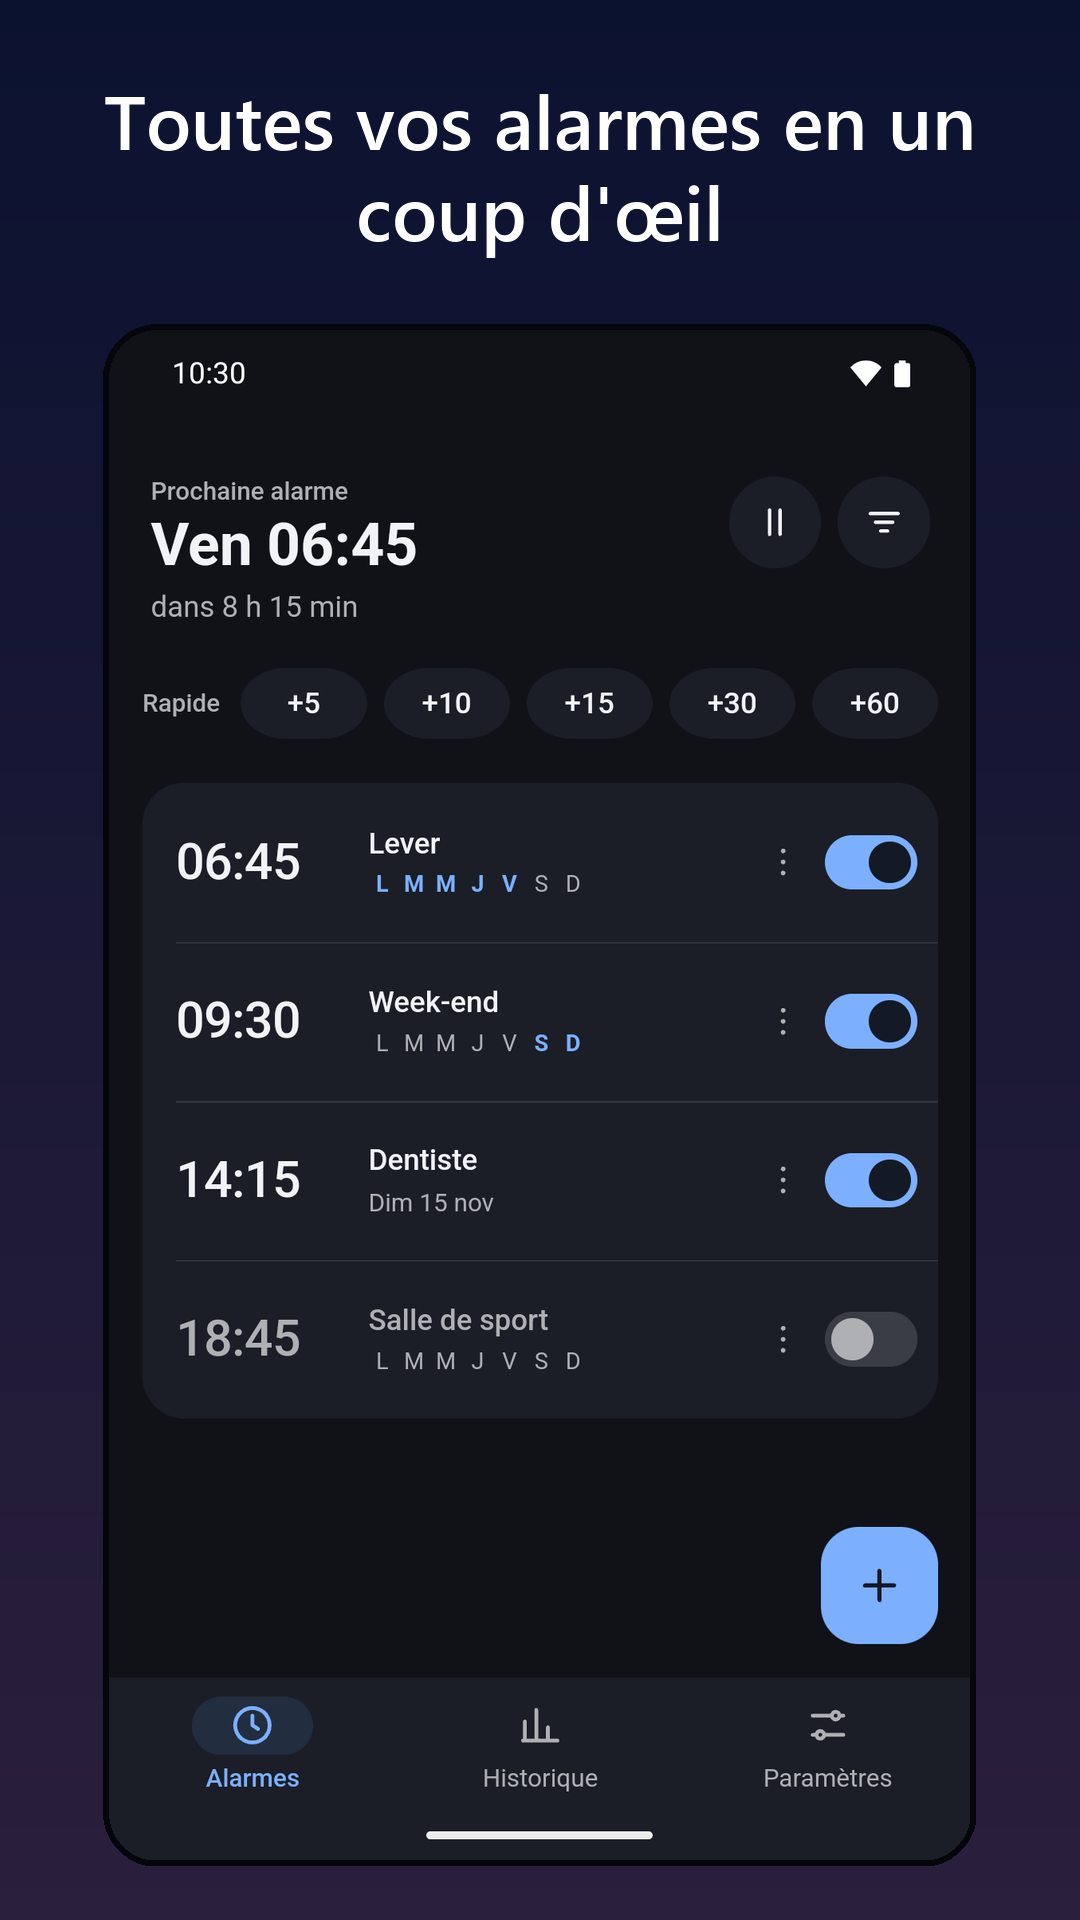 Toutes vos alarmes en un
coup d'œil
10:30
Prochaine alarme
Ven 06:45
dans 8 h 15 min
Rapide +5 +10 +15 +30 +60
06:45 Lever
L M M J V S D
09:30 Week-end
L M M J V S D
14:15 Dentiste
Dim 15 nov
18:45 Salle de sport
L M M J V S D
Alarmes Historique Paramètres